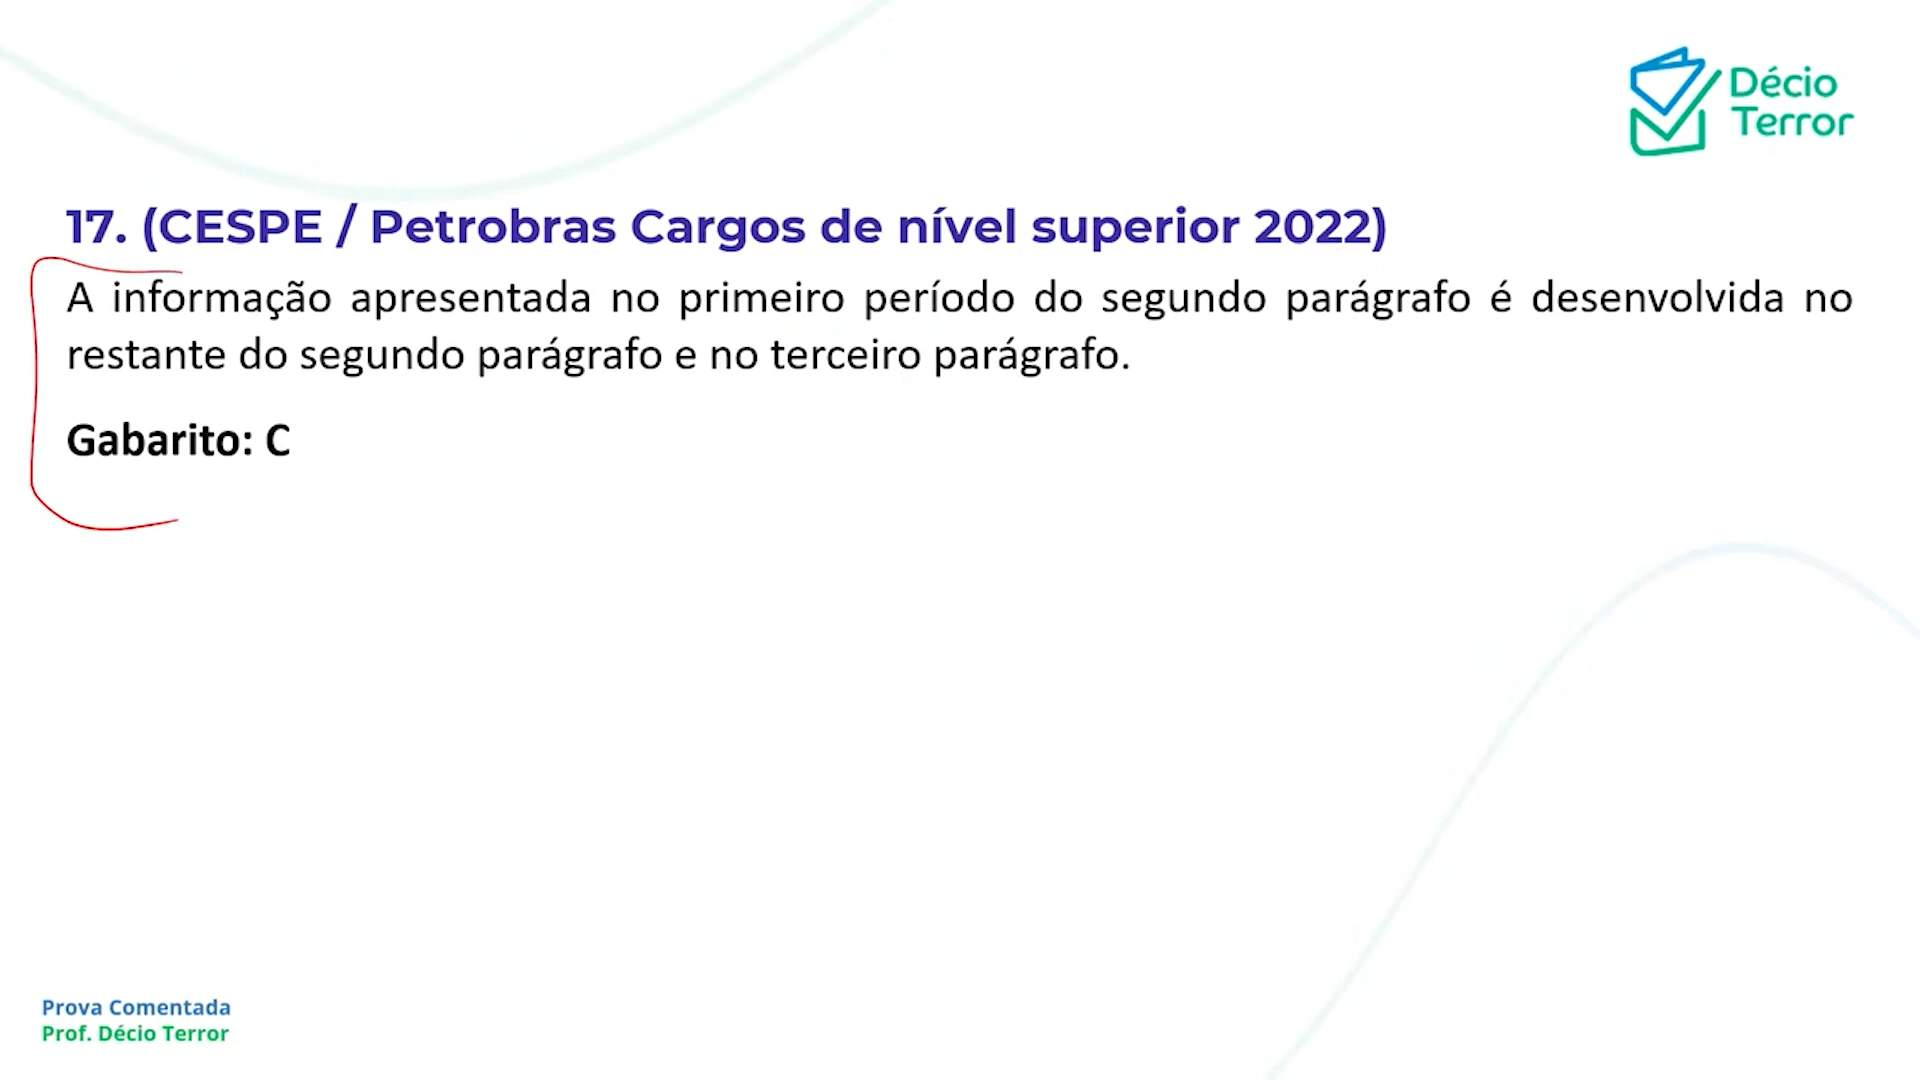 Décio
Terror
17. (CESPE / Petrobras Cargos de nível superior 2022)
A informação apresentada no primeiro período do segundo parágrafo é desenvolvida no
restante do segundo parágrafo e no terceiro parágrafo.
Gabarito: C
Prova Comentada
Prof. Décio Terror